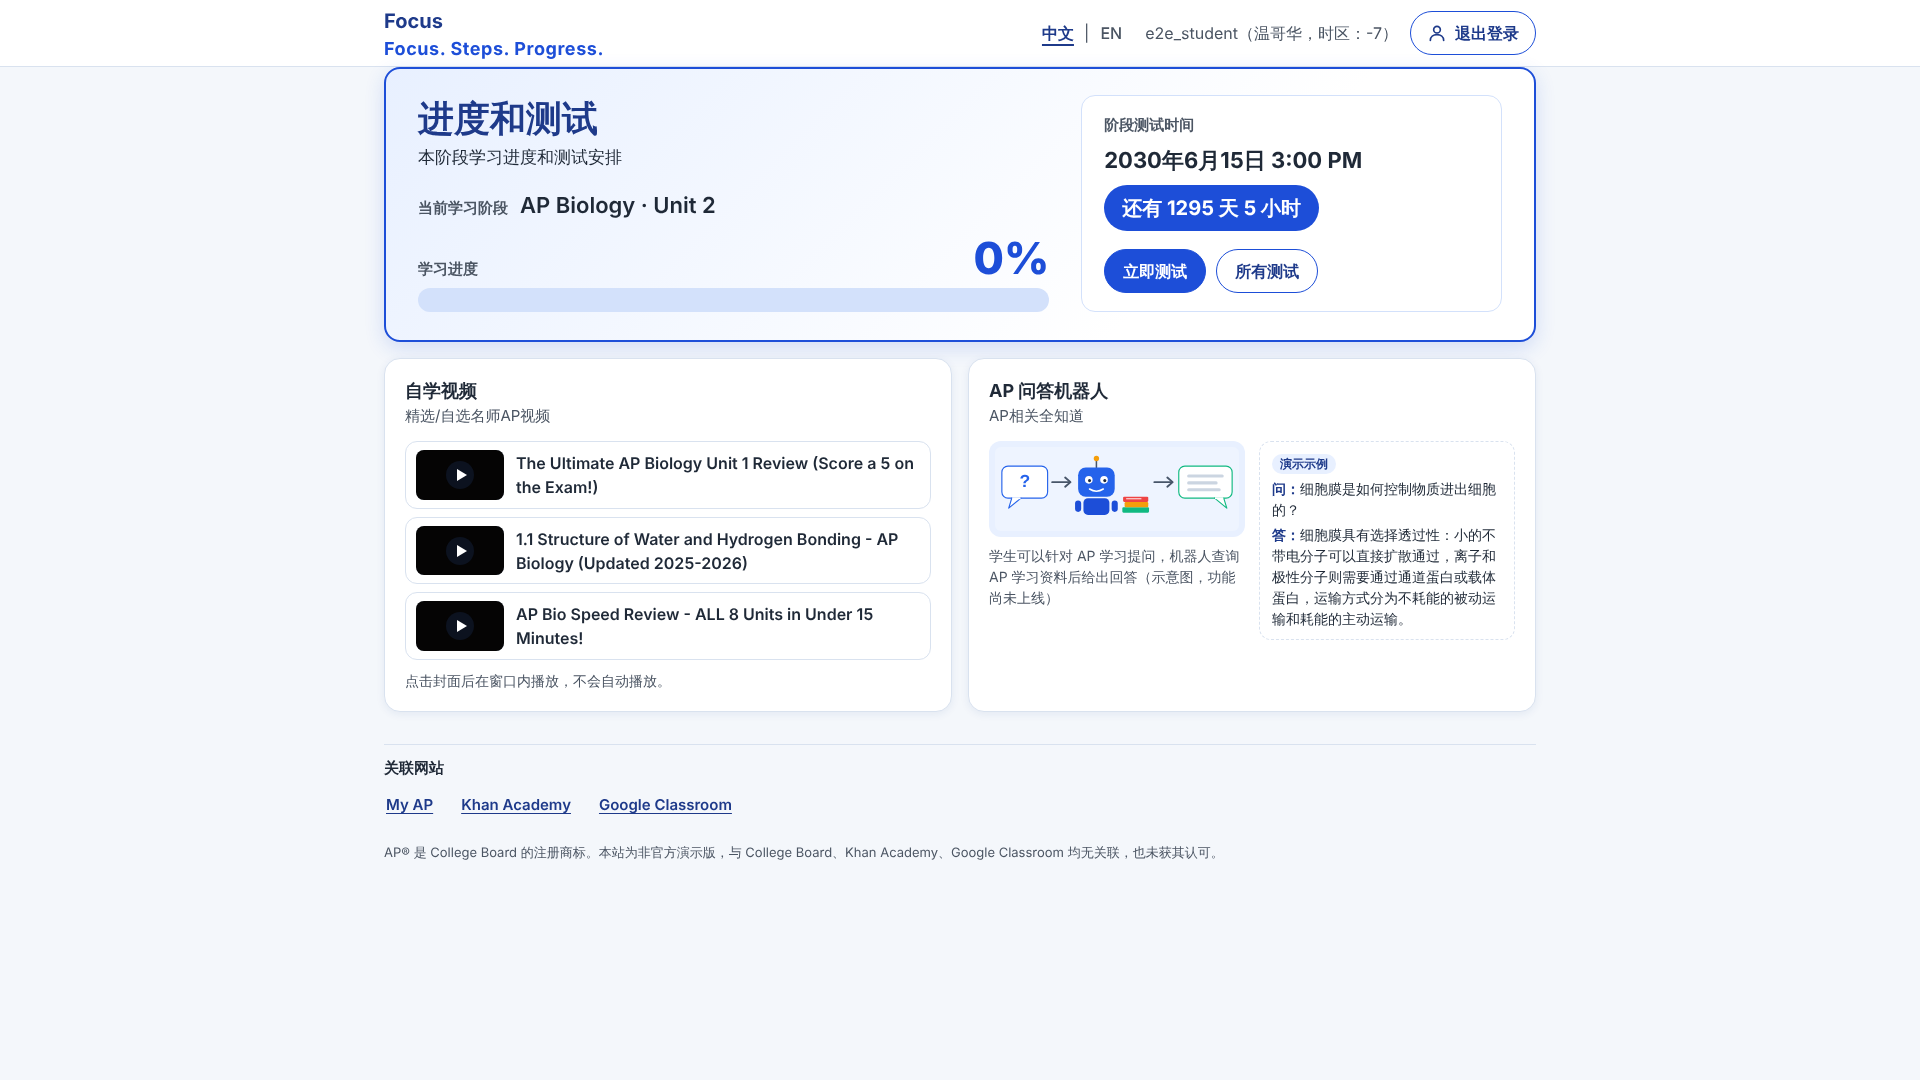 Focus
Focus. Steps. Progress.
中文 | EN e2e_student（温哥华，时区：-7） 退出登录
进度和测试
本阶段学习进度和测试安排
当前学习阶段 AP Biology · Unit 2
学习进度 0%
阶段测试时间
2030年6月15日 3:00 PM
还有 1295 天 5 小时
立即测试 所有测试
自学视频
精选/自选名师AP视频
The Ultimate AP Biology Unit 1 Review (Score a 5 on
the Exam!)
1.1 Structure of Water and Hydrogen Bonding - AP
Biology (Updated 2025-2026)
AP Bio Speed Review - ALL 8 Units in Under 15
Minutes!
点击封面后在窗口内播放，不会自动播放。
AP 问答机器人
AP相关全知道
?
学生可以针对 AP 学习提问，机器人查询
AP 学习资料后给出回答（示意图，功能
尚未上线）
演示示例
问：细胞膜是如何控制物质进出细胞
的？
答：细胞膜具有选择透过性：小的不
带电分子可以直接扩散通过，离子和
极性分子则需要通过通道蛋白或载体
蛋白，运输方式分为不耗能的被动运
输和耗能的主动运输。
关联网站
My AP Khan Academy Google Classroom
AP® 是 College Board 的注册商标。本站为非官方演示版，与 College Board、Khan Academy、Google Classroom 均无关联，也未获其认可。